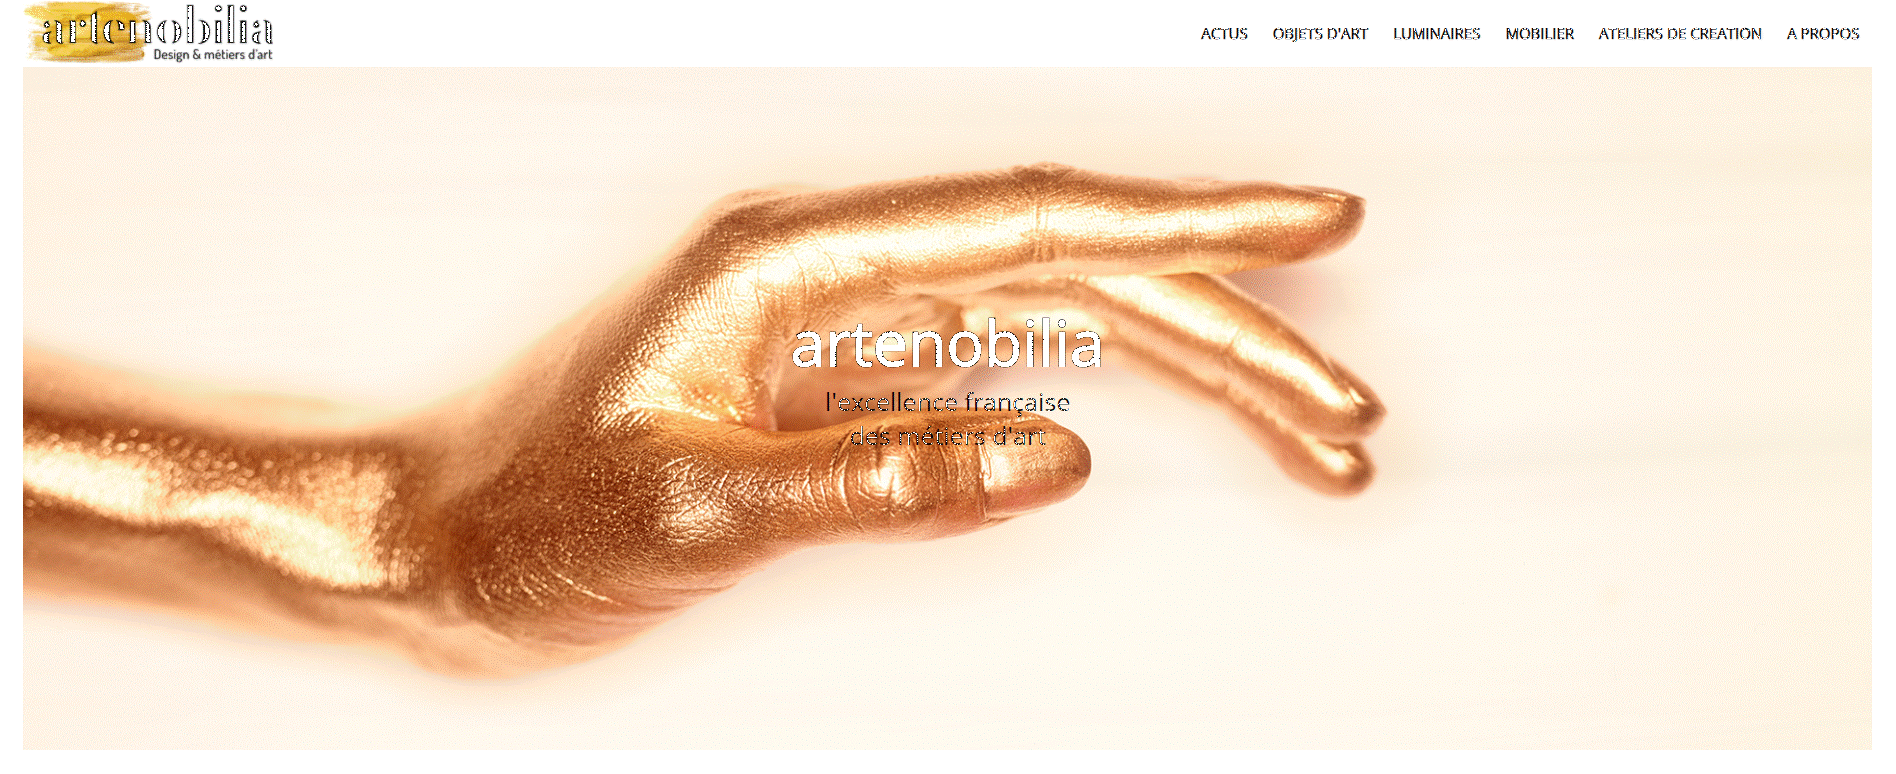 artenobilia
Design & métiers d'art
ACTUS OBJETS D'ART LUMINAIRES MOBILIER ATELIERS DE CREATION A PROPOS
artenobilia
l'excellence française
des métiers d'art